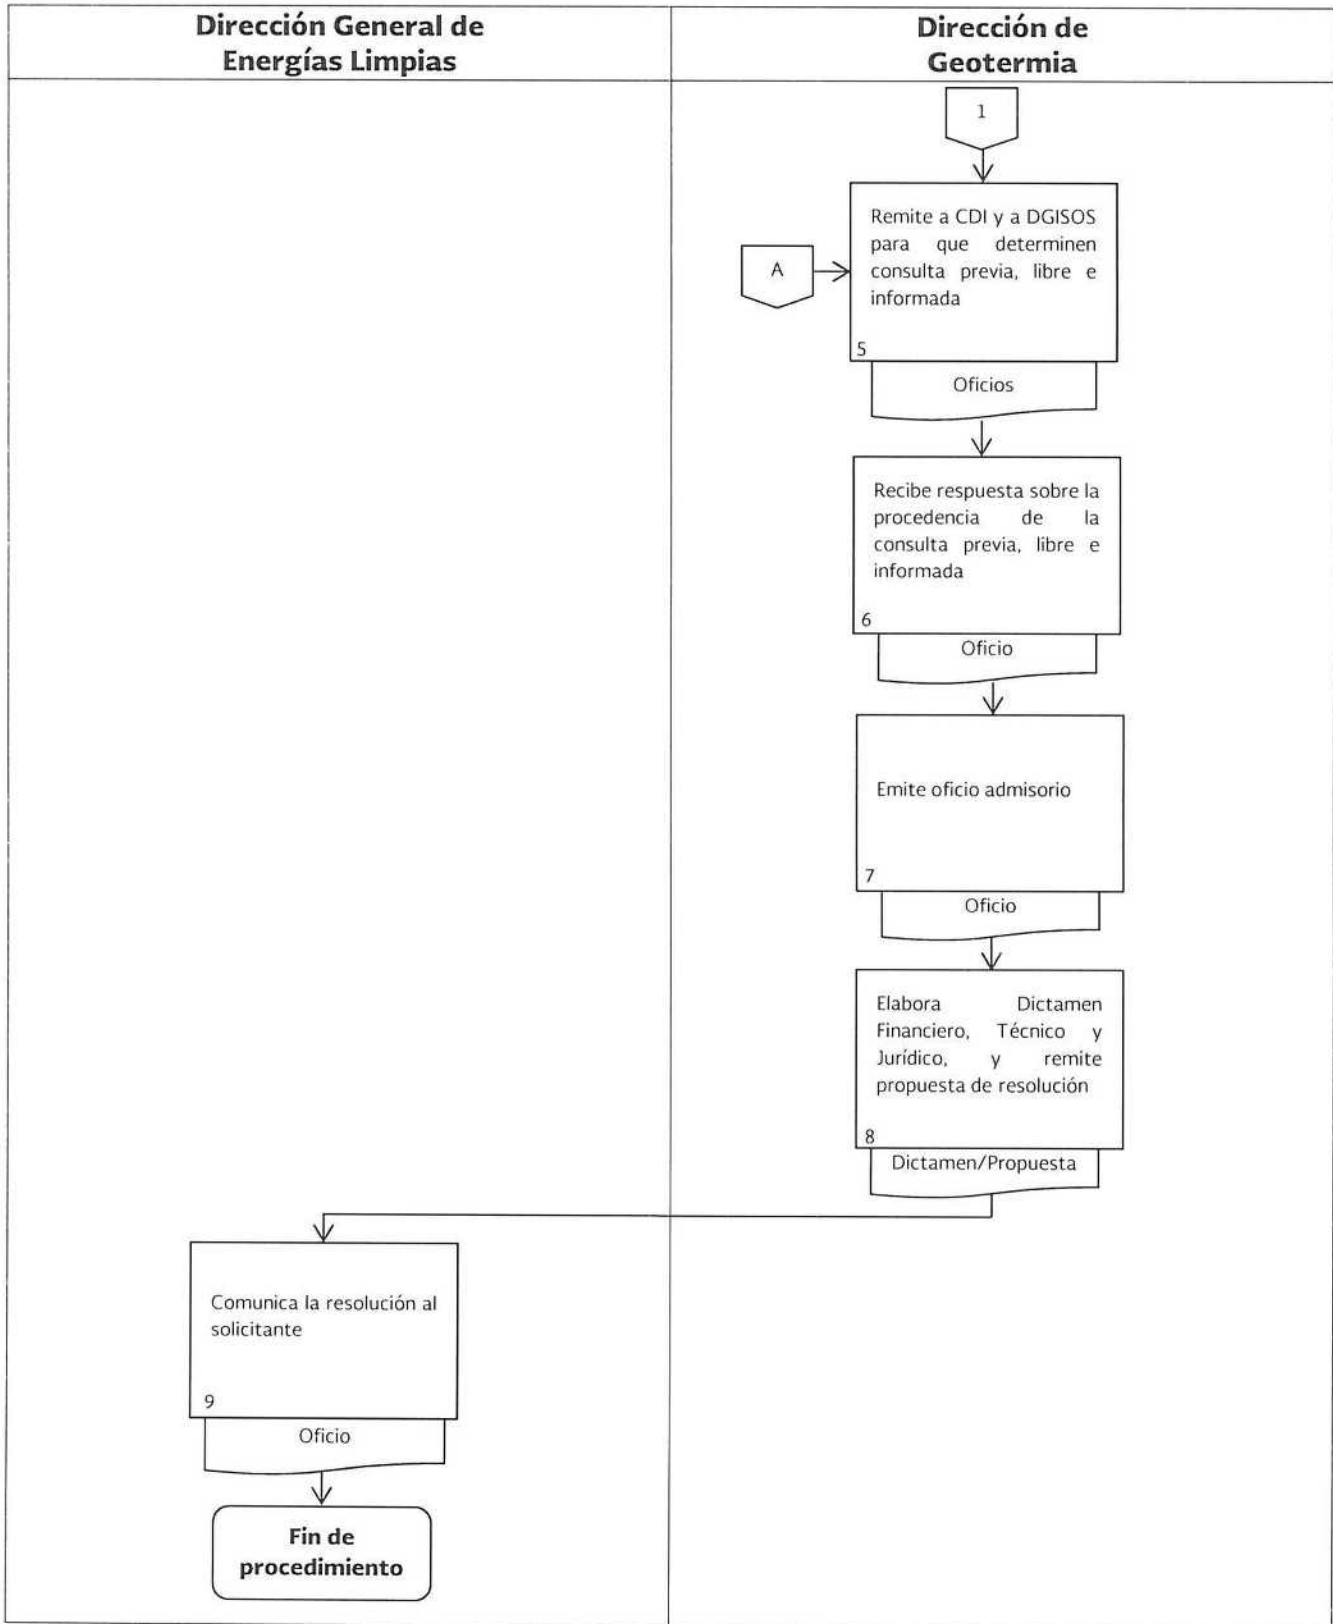 Dirección General de
Energías Limpias
Dirección de
Geotermia
1
Remite a CDI y a DGISOS
para que determinen
consulta previa, libre e
informada
A
5
Oficios
Recibe respuesta sobre la
procedencia de la
consulta previa, libre e
informada
6
Oficio
Emite oficio admisorio
7
Oficio
Elabora Dictamen
Financiero, Técnico y
Jurídico, y remite
propuesta de resolución
8
Dictamen/Propuesta
Comunica la resolución al
solicitante
9
Oficio
Fin de
procedimiento